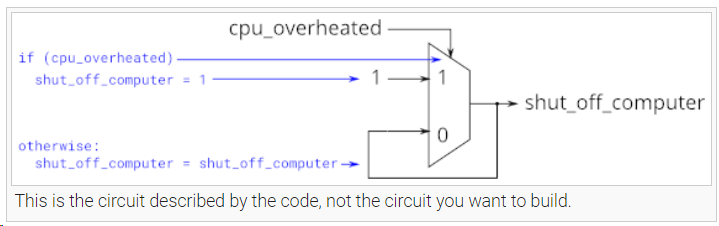 cpu_overheated
if (cpu_overheated)
shut_off_computer = 1
1
1
shut_off_computer
0
otherwise:
shut_off_computer = shut_off_computer
This is the circuit described by the code, not the circuit you want to build.